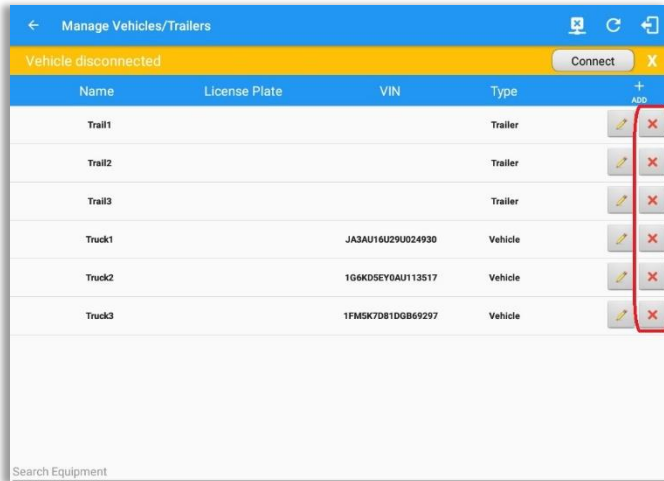 Manage Vehicles/Trailers
Vehicle disconnected Connect X
Name License Plate VIN Type + ADD
Trail1 Trailer
Trail2 Trailer
Trail3 Trailer
Truck1 JA3AU16U29U024930 Vehicle
Truck2 1G6KD5EY0AU113517 Vehicle
Truck3 1FM5K7D81DGB69297 Vehicle
Search Equipment